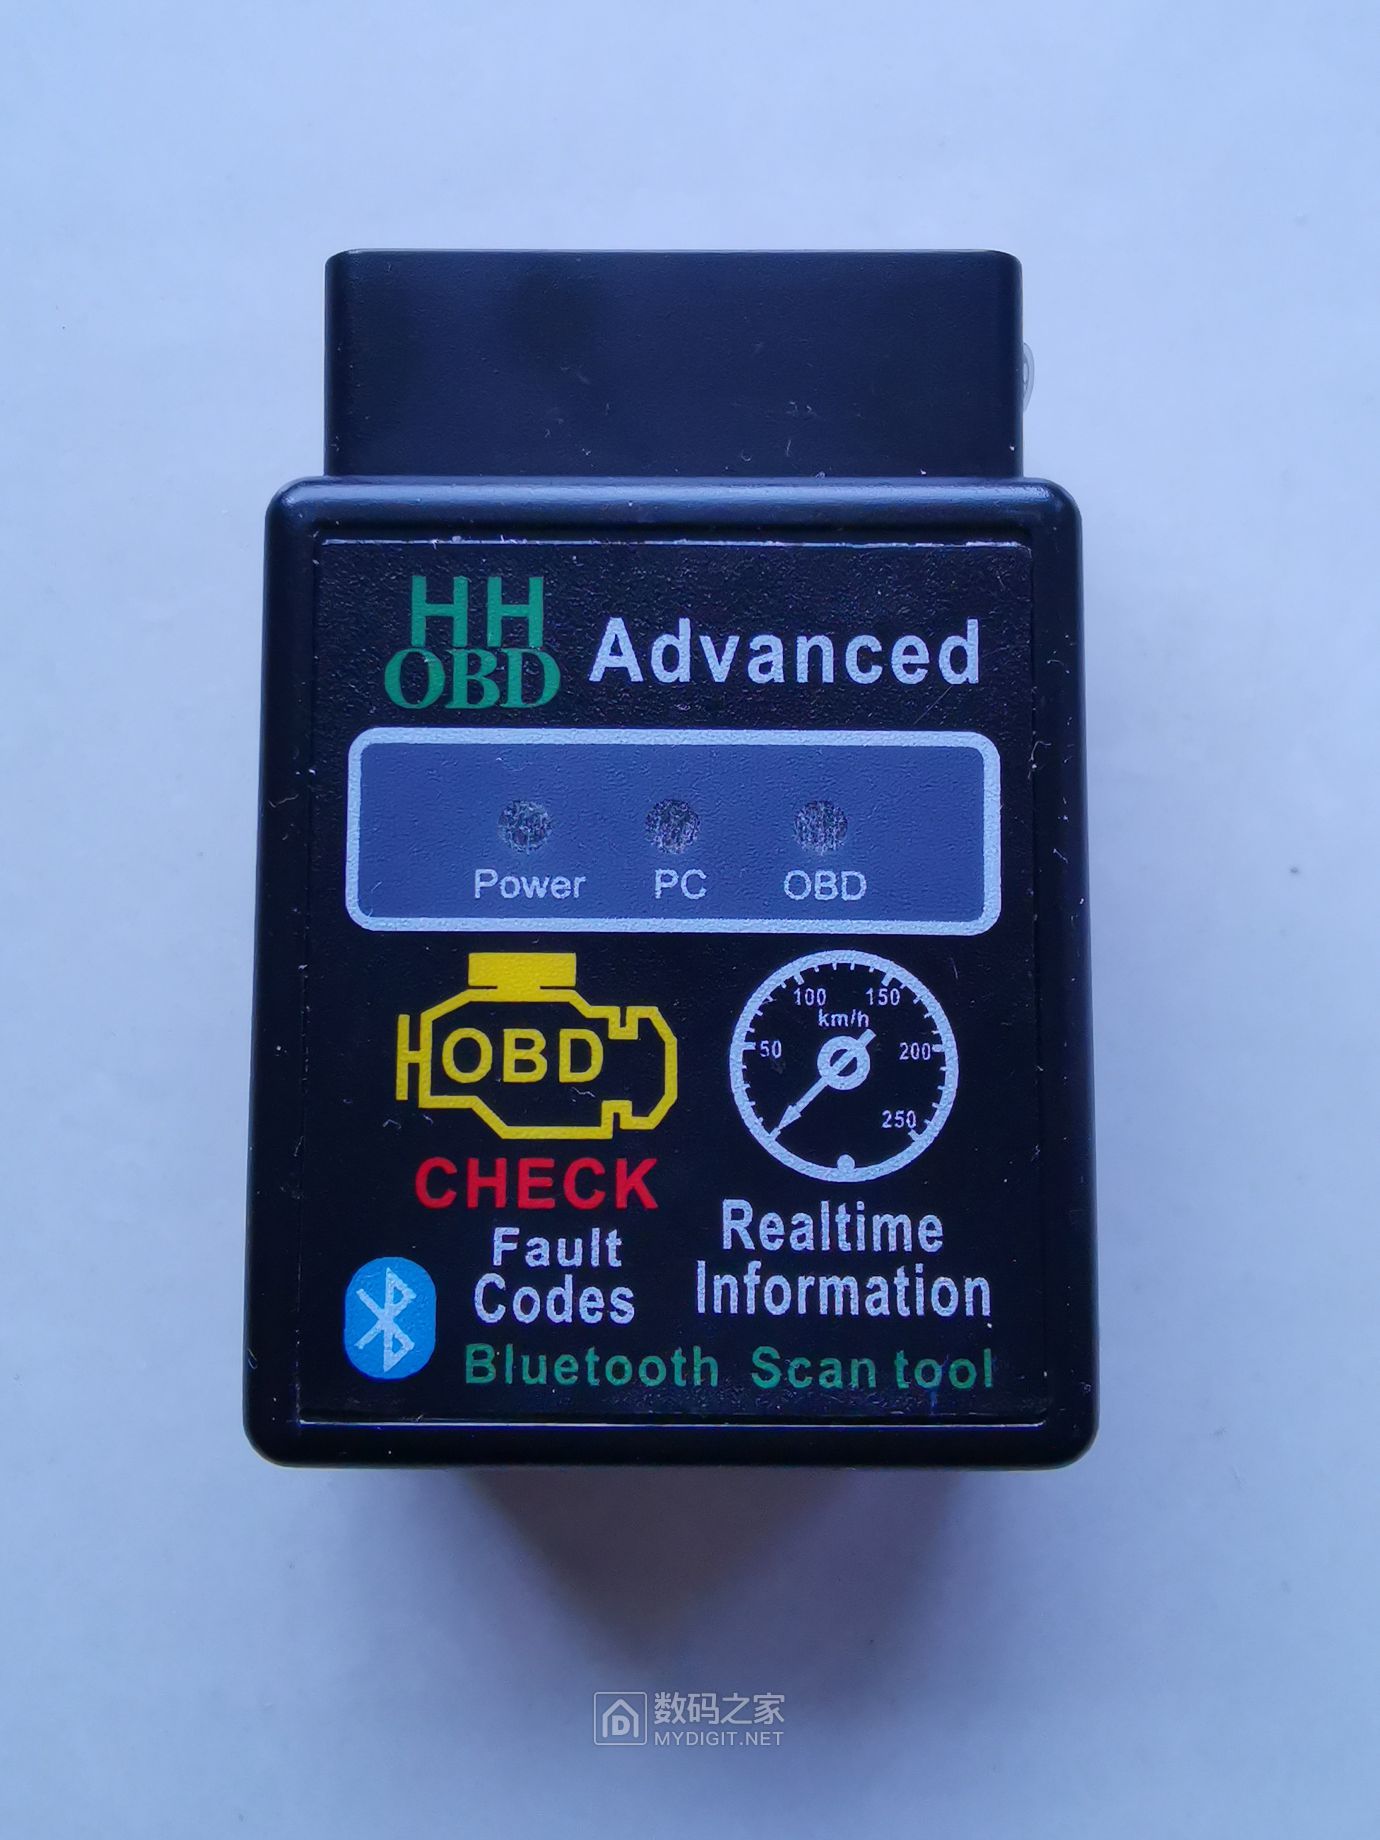 HH
OBD
Advanced
Power PC OBD
OBD
100 150
km/h
50 200
250
CHECK
Fault
Codes
Realtime
Information
Bluetooth Scan tool
数码之家
MYDIGIT.NET